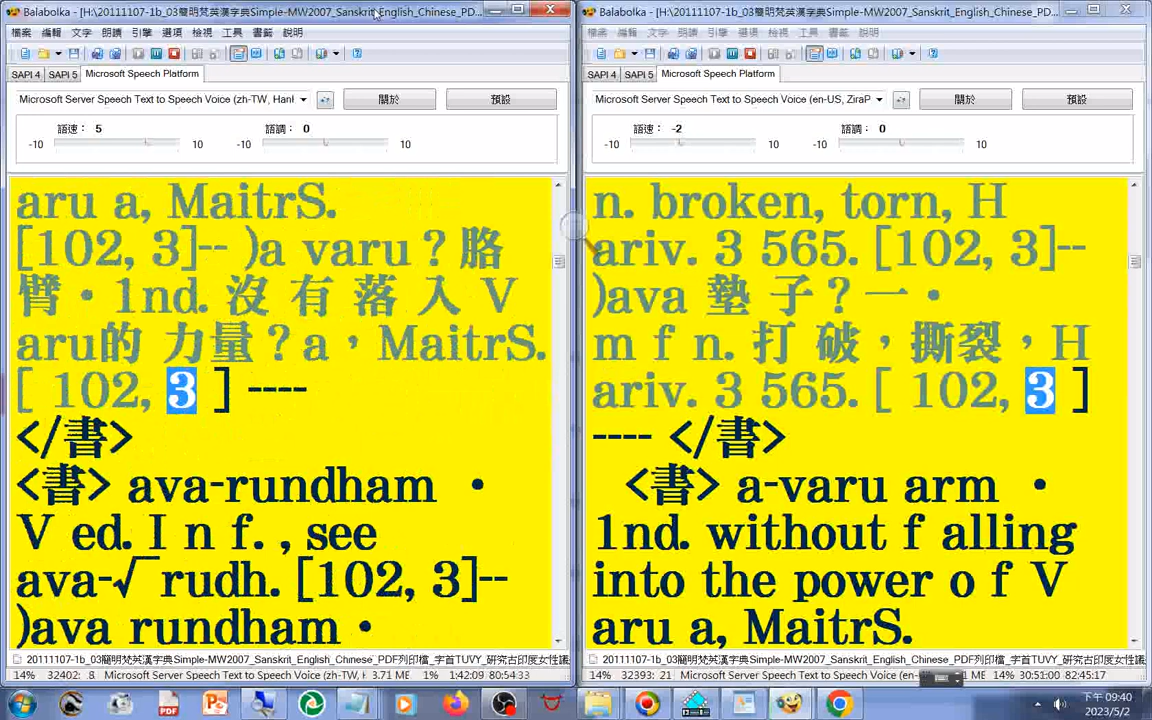 Balabolka - [H:\20111107-1b_03簡明梵英漢字典Simple-MW2007_Sanskrit_English_Chinese_PD...
檔案 編輯 文字 朗讀 引擎 選項 檢視 工具 書籤 說明
SAPI 4 SAPI 5 Microsoft Speech Platform
Microsoft Server Speech Text to Speech Voice (zh-TW, Hanl
關於 預設
語速： 5 語調： 0
-10 10 -10 10
aru a, MaitrS.
[102, 3]-- )a varu？胳
臂·1nd. 沒 有 落 入 V
aru的 力量？a，MaitrS.
[ 102, 3 ] ----
</書>
<書> ava-rundham ·
V ed. I n f. , see
ava-√ rudh. [102, 3]--
)ava rundham·
20111107-1b_03簡明梵英漢字典Simple-MW2007_Sanskrit_English_Chinese_PDF列印檔_字首TUVY_研究古印度女性議
14% 32402: 8 Microsoft Server Speech Text to Speech Voice (zh-TW, H 3.71 ME 1% 1:42:09 80:54:33
Balabolka - [H:\20111107-1b_03簡明梵英漢字典Simple-MW2007_Sanskrit_English_Chinese_PD...
檔案 編輯 文字 朗讀 引擎 選項 檢視 工具 書籤 說明
SAPI 4 SAPI 5 Microsoft Speech Platform
Microsoft Server Speech Text to Speech Voice (en-US, ZiraP
關於 預設
語速： -2 語調： 0
-10 10 -10 10
n. broken, torn, H
ariv. 3 565. [102, 3]--
)ava 墊 子？一·
m f n. 打 破，撕裂，H
ariv. 3 565. [ 102, 3 ]
---- </書>
<書> a-varu arm ·
1nd. without f alling
into the power o f V
aru a, MaitrS.
20111107-1b_03簡明梵英漢字典Simple-MW2007_Sanskrit_English_Chinese_PDF列印檔_字首TUVY_研究古印度女性議
14% 32393: 21 Microsoft Server Speech Text to Speech Voice 14% 30:51:00 82:45:17
下午 09:40
2023/5/2